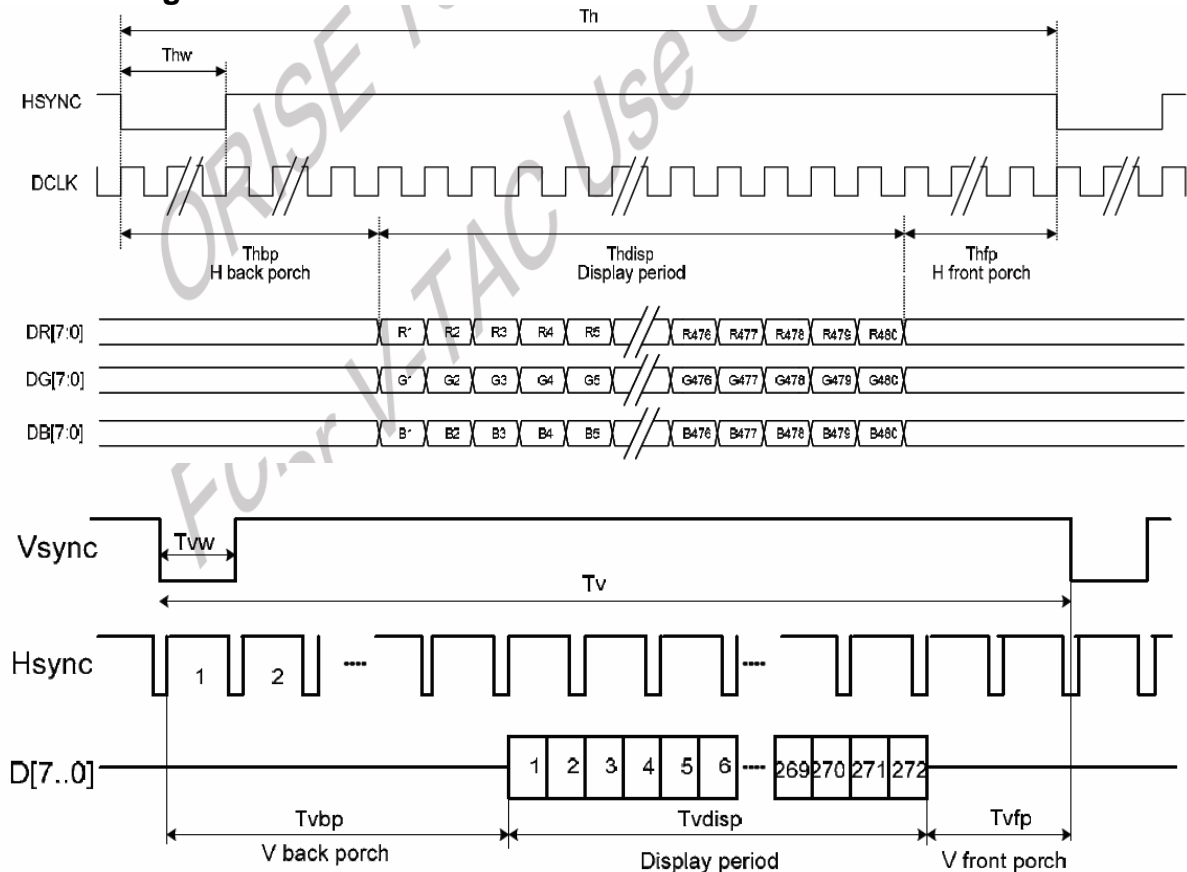 Th
Thw
HSYNC
DCLK
Thbp
H back porch
Thdisp
Display period
Thfp
H front porch
DR[7:0] R1 R2 R3 R4 R5 R476 R477 R478 R479 R480
DG[7:0] G1 G2 G3 G4 G5 G476 G477 G478 G479 G480
DB[7:0] B1 B2 B3 B4 B5 B476 B477 B478 B479 B480
ORISE
V-TAC Use
Vsync
Tvw
Tv
Hsync
1 2 ....
....
D[7..0]
1 2 3 4 5 6 .... 269 270 271 272
Tvbp
V back porch
Tvdisp
Display period
Tvfp
V front porch